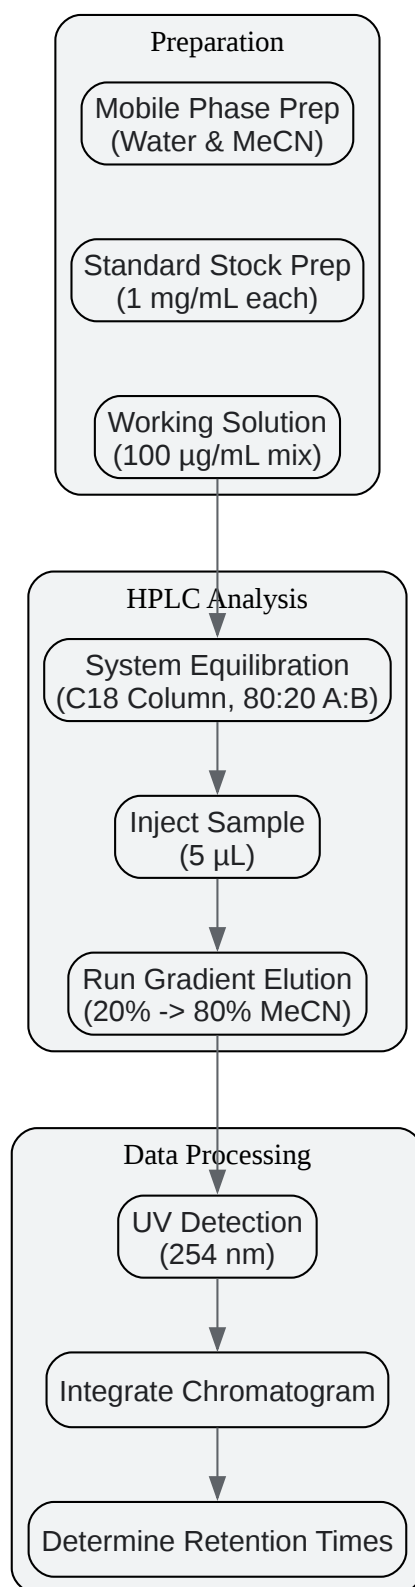 Preparation
Mobile Phase Prep
(Water & MeCN)
Standard Stock Prep
(1 mg/mL each)
Working Solution
(100 µg/mL mix)
HPLC Analysis
System Equilibration
(C18 Column, 80:20 A:B)
Inject Sample
(5 µL)
Run Gradient Elution
(20% -> 80% MeCN)
Data Processing
UV Detection
(254 nm)
Integrate Chromatogram
Determine Retention Times